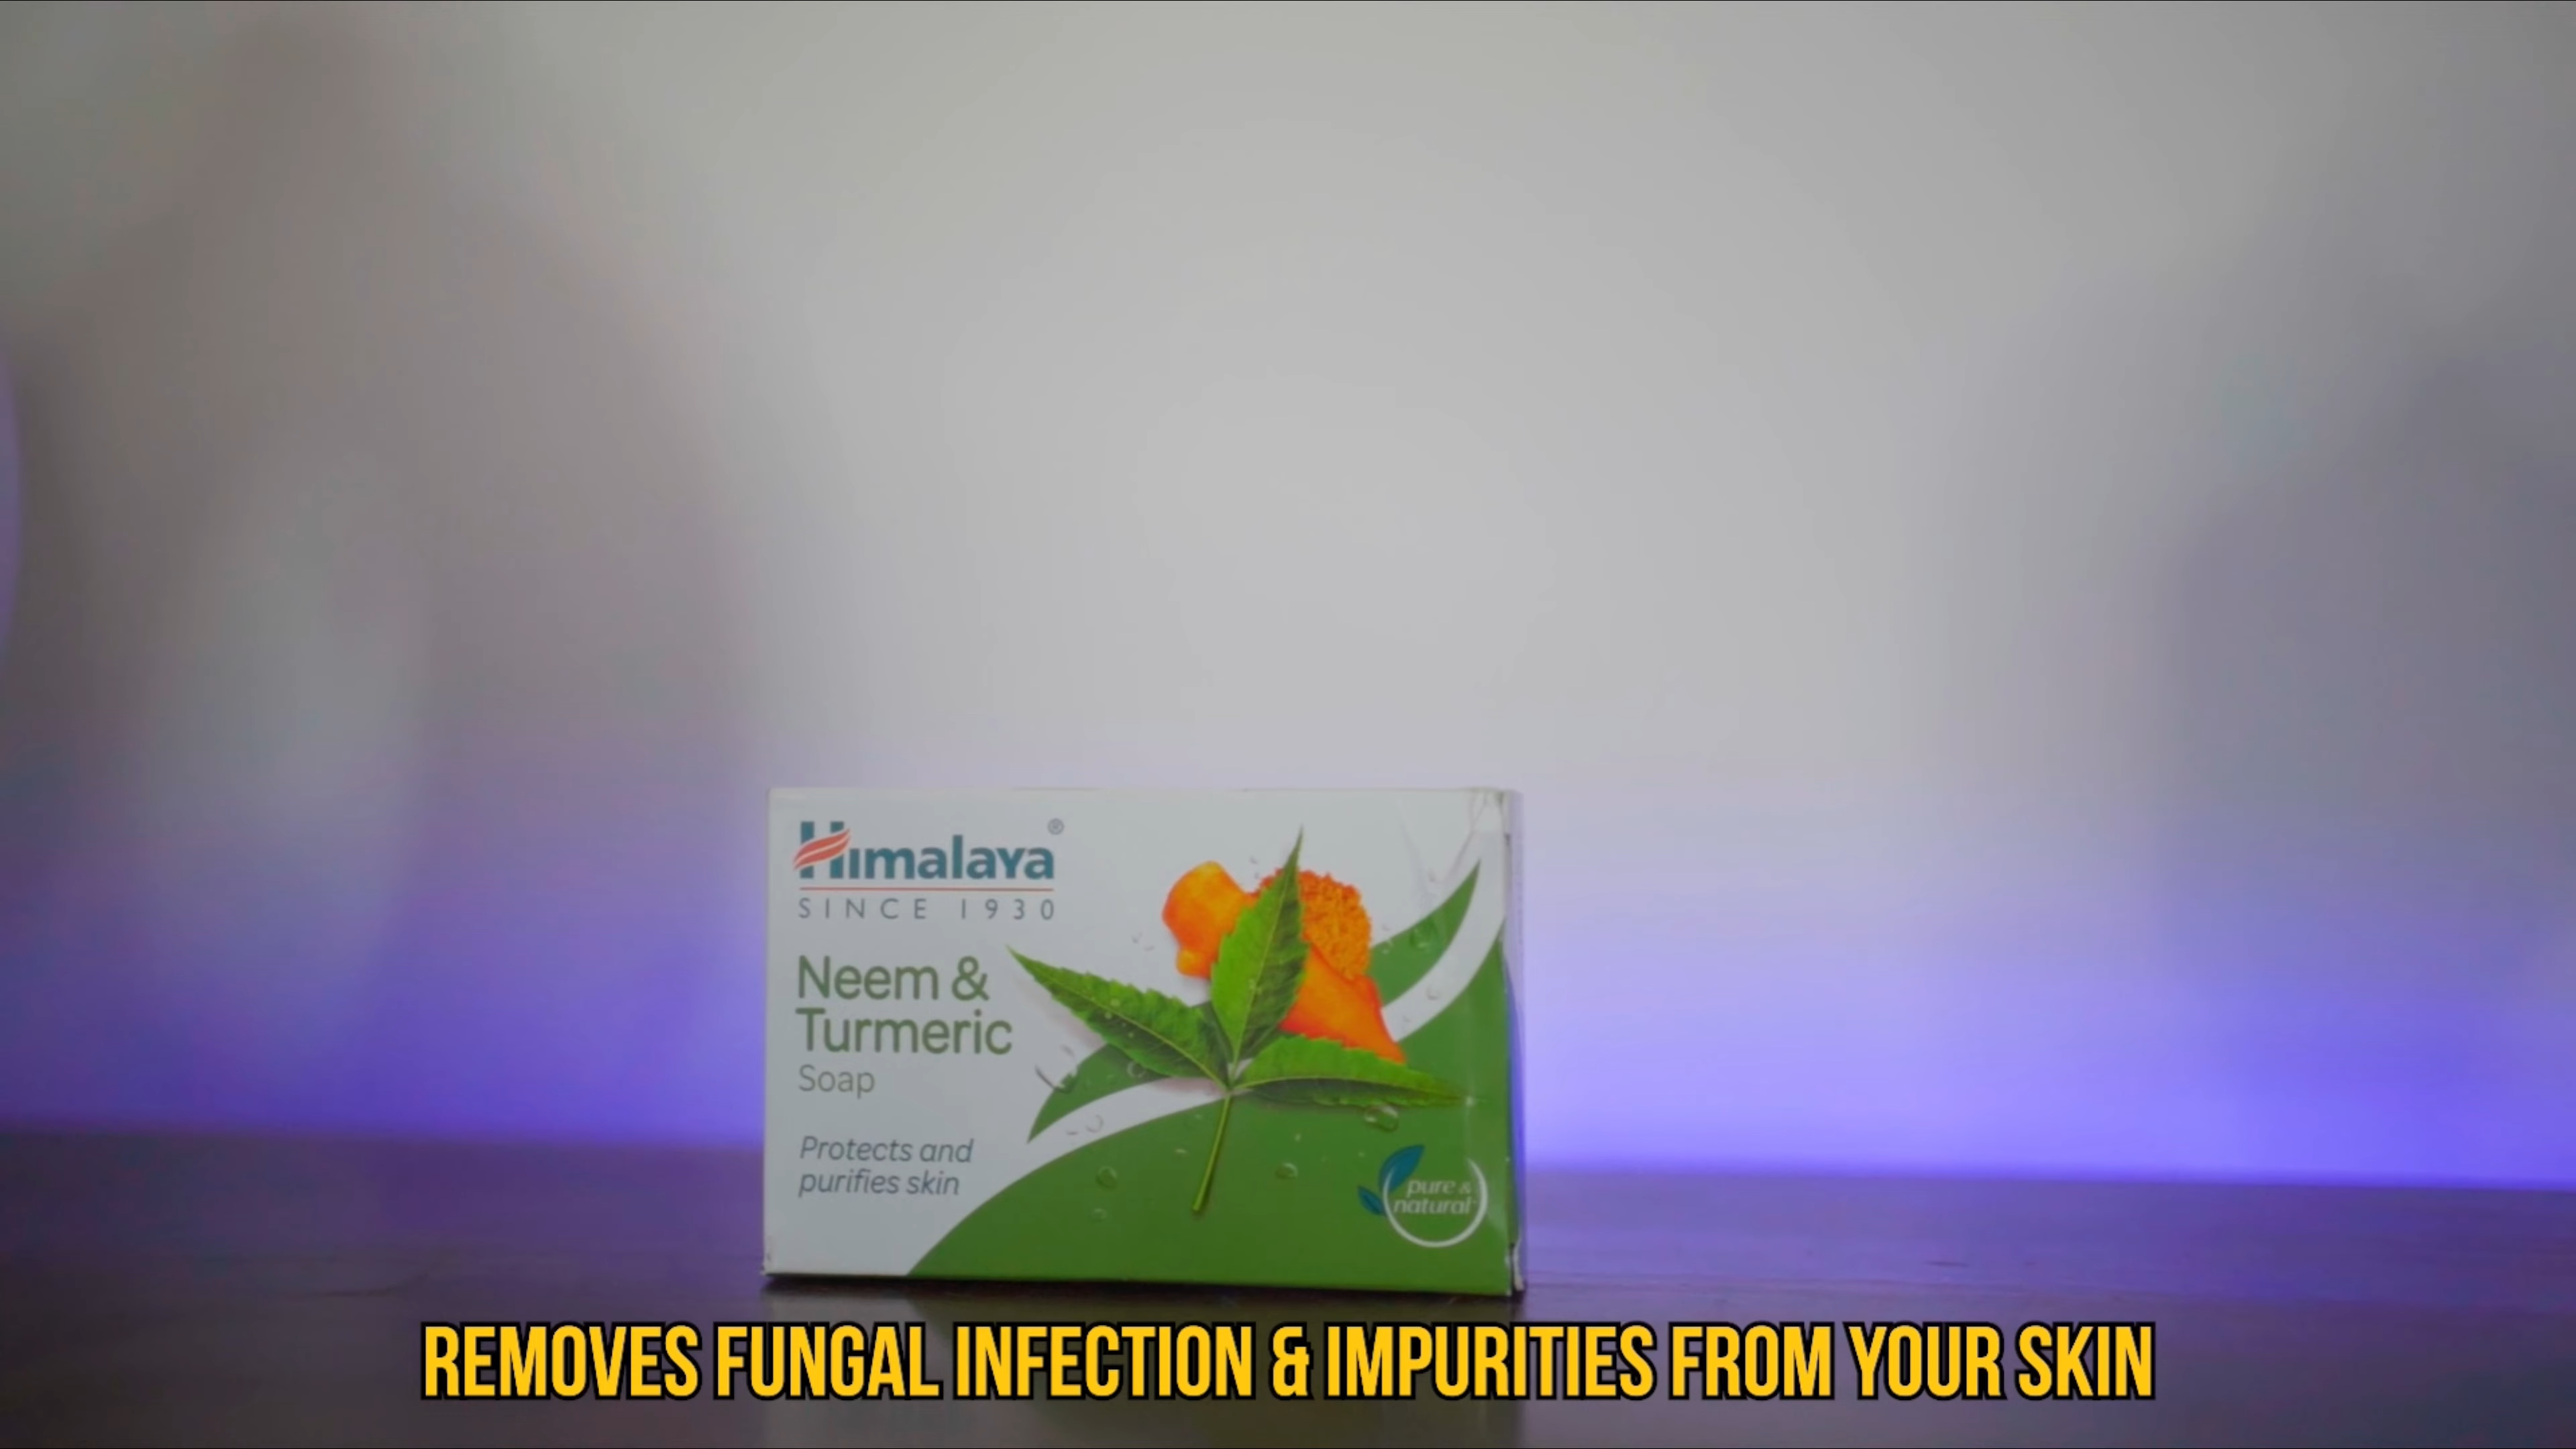 Himalaya®
SINCE 1930
Neem &
Turmeric
Soap
Protects and
purifies skin
pure &
natural
REMOVES FUNGAL INFECTION & IMPURITIES FROM YOUR SKIN